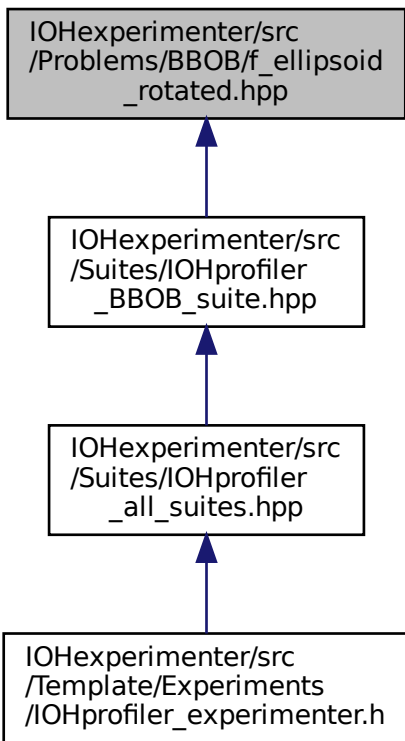 IOHexperimenter/src
/Problems/BBOB/f_ellipsoid
_rotated.hpp
IOHexperimenter/src
/Suites/IOHprofiler
_BBOB_suite.hpp
IOHexperimenter/src
/Suites/IOHprofiler
_all_suites.hpp
IOHexperimenter/src
/Template/Experiments
/IOHprofiler_experimenter.h